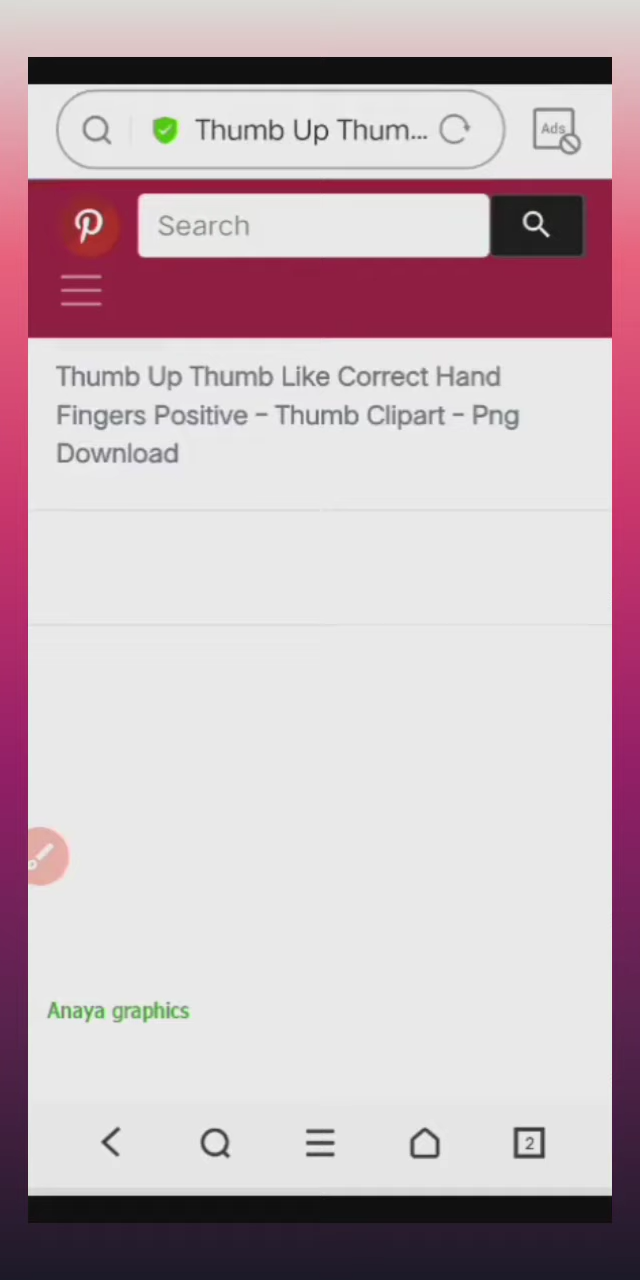 Thumb Up Thum...
Ads
Search
Thumb Up Thumb Like Correct Hand
Fingers Positive – Thumb Clipart – Png
Download
Anaya graphics
2